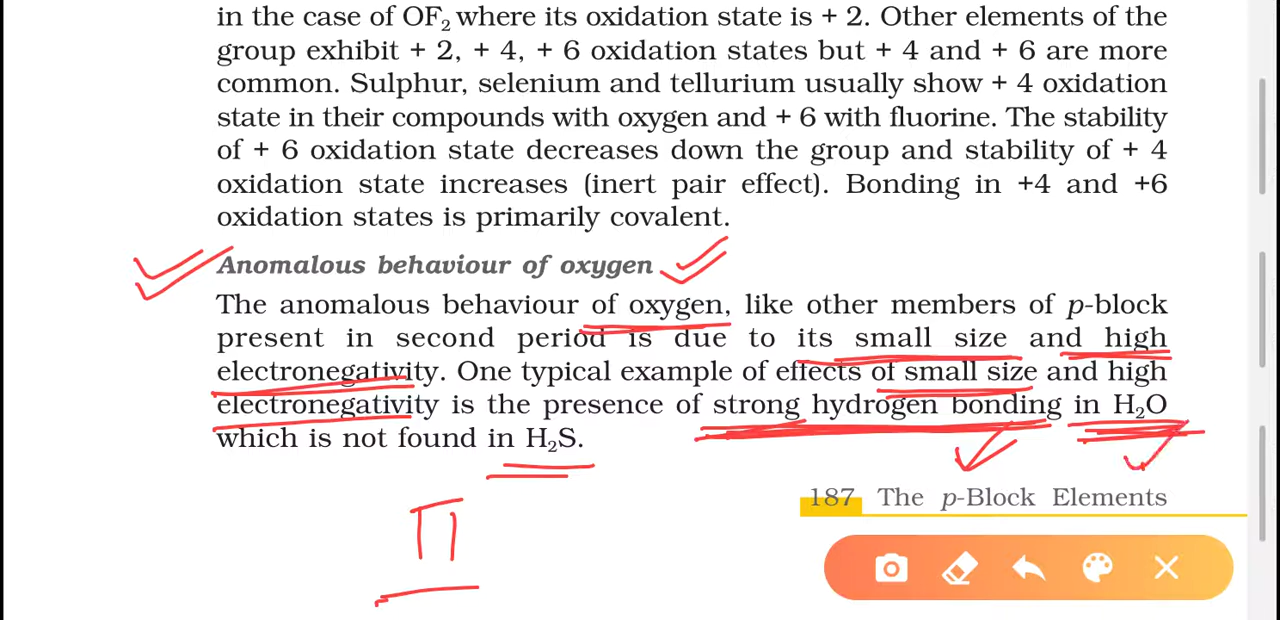 in the case of OF₂ where its oxidation state is + 2. Other elements of the
group exhibit + 2, + 4, + 6 oxidation states but + 4 and + 6 are more
common. Sulphur, selenium and tellurium usually show + 4 oxidation
state in their compounds with oxygen and + 6 with fluorine. The stability
of + 6 oxidation state decreases down the group and stability of + 4
oxidation state increases (inert pair effect). Bonding in +4 and +6
oxidation states is primarily covalent.
Anomalous behaviour of oxygen
The anomalous behaviour of oxygen, like other members of p-block
present in second period is due to its small size and high
electronegativity. One typical example of effects of small size and high
electronegativity is the presence of strong hydrogen bonding in H₂O
which is not found in H₂S.
187 The p-Block Elements